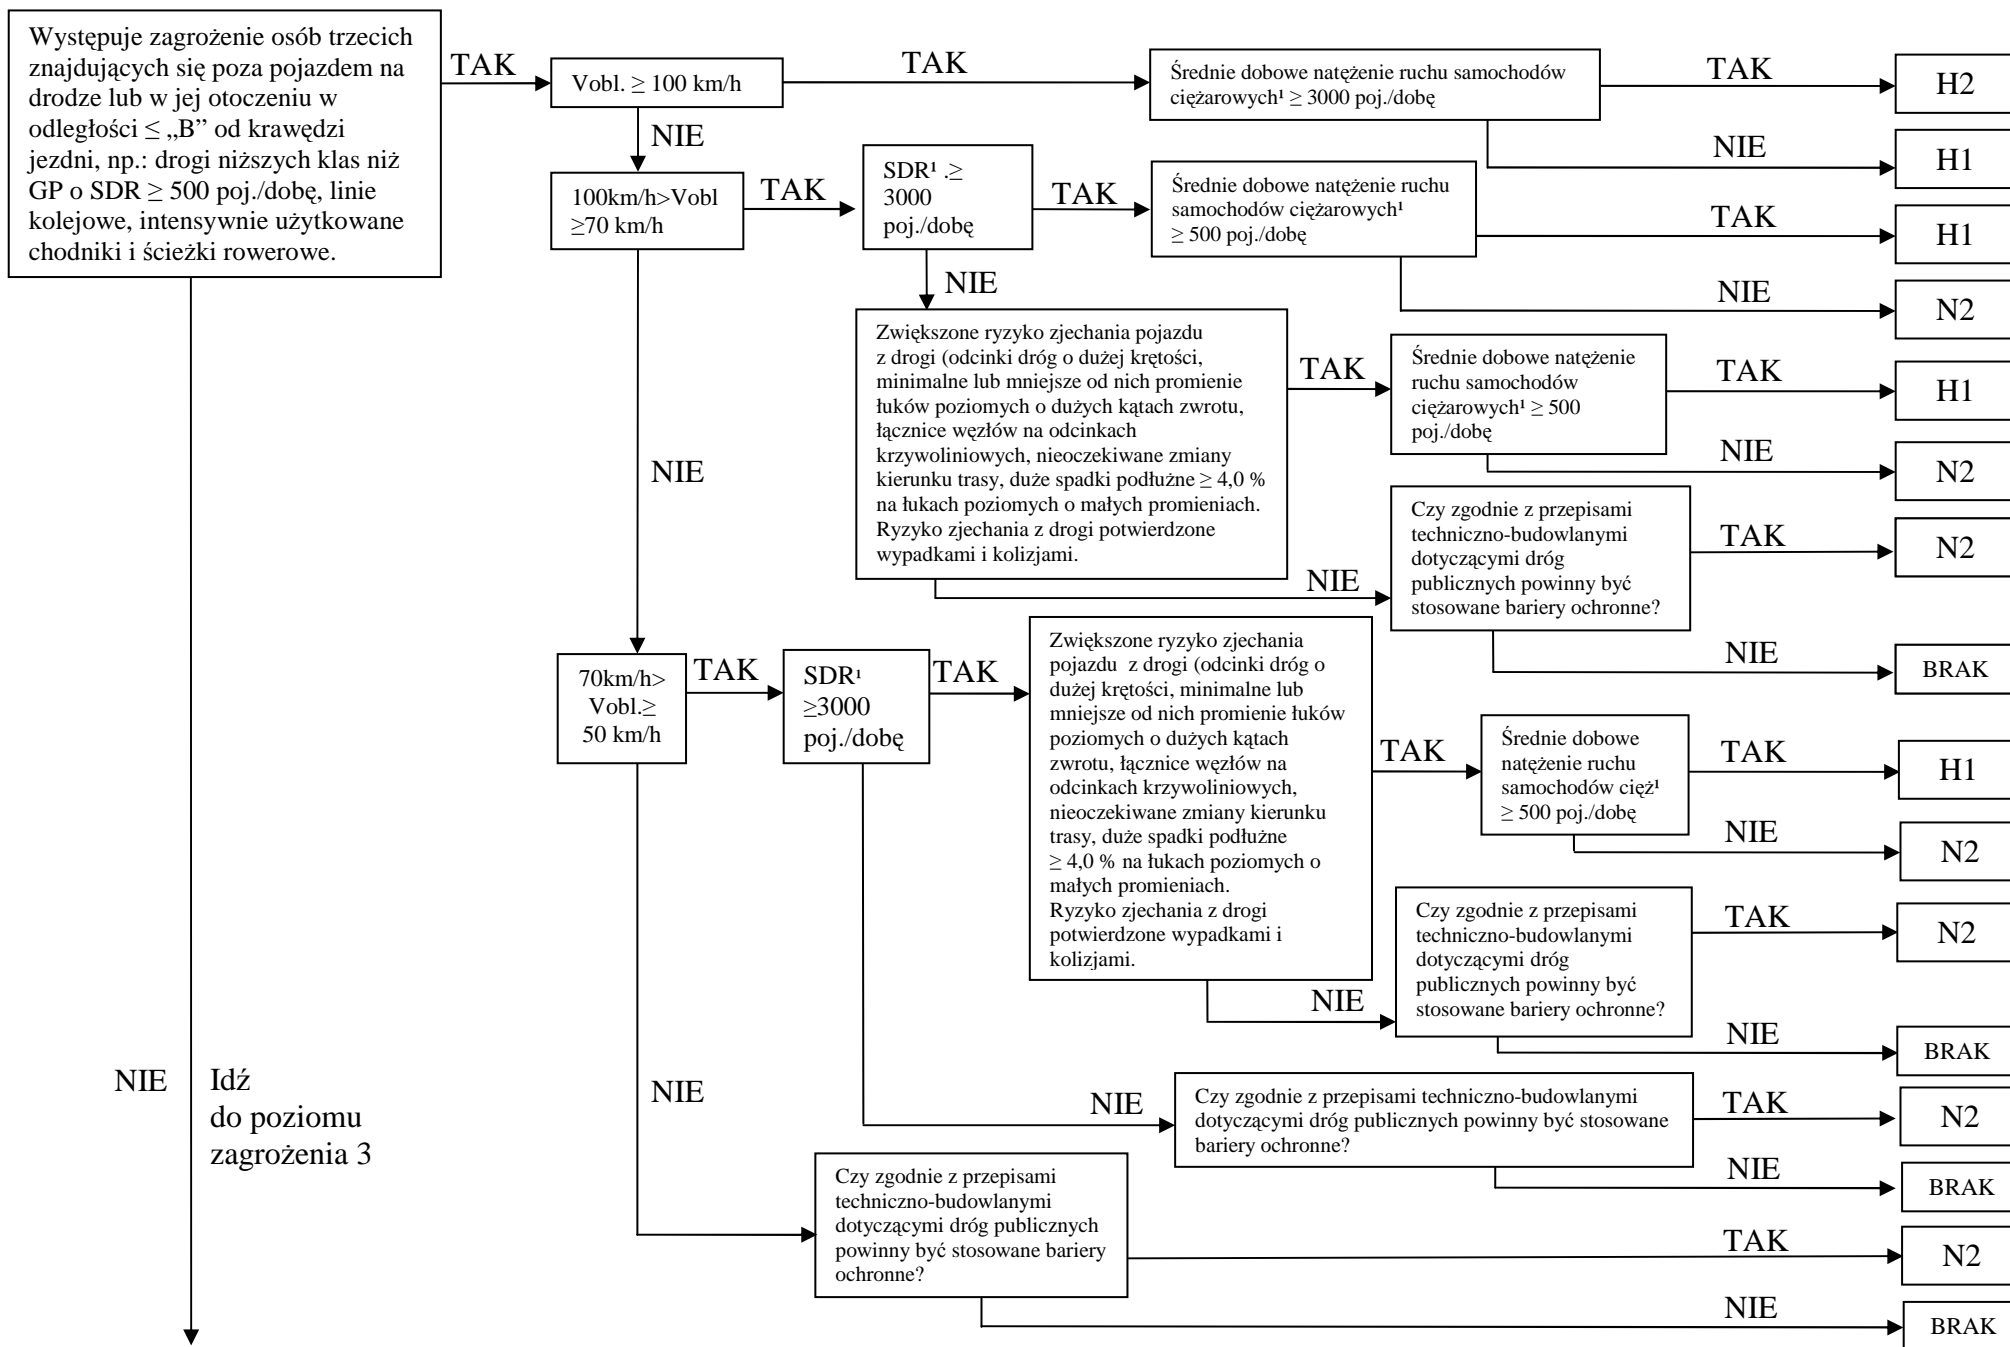 Występuje zagrożenie osób trzecich
znajdujących się poza pojazdem na
drodze lub w jej otoczeniu w
odległości ≤ „B” od krawędzi
jezdni, np.: drogi niższych klas niż
GP o SDR ≥ 500 poj./dobę, linie
kolejowe, intensywnie użytkowane
chodniki i ścieżki rowerowe.
TAK
Vobl. ≥ 100 km/h
TAK
Średnie dobowe natężenie ruchu samochodów
ciężarowych¹ ≥ 3000 poj./dobę
TAK
H2
NIE
H1
NIE
100km/h>Vobl
≥70 km/h
TAK
SDR¹ .≥
3000
poj./dobę
TAK
Średnie dobowe natężenie ruchu
samochodów ciężarowych¹
≥ 500 poj./dobę
TAK
H1
NIE
N2
NIE
Zwiększone ryzyko zjechania pojazdu
z drogi (odcinki dróg o dużej krętości,
minimalne lub mniejsze od nich promienie
łuków poziomych o dużych kątach zwrotu,
łącznice węzłów na odcinkach
krzywoliniowych, nieoczekiwane zmiany
kierunku trasy, duże spadki podłużne ≥ 4,0 %
na łukach poziomych o małych promieniach.
Ryzyko zjechania z drogi potwierdzone
wypadkami i kolizjami.
TAK
Średnie dobowe natężenie
ruchu samochodów
ciężarowych¹ ≥ 500
poj./dobę
TAK
H1
NIE
N2
NIE
Czy zgodnie z przepisami
techniczno-budowlanymi
dotyczącymi dróg
publicznych powinny być
stosowane bariery ochronne?
TAK
N2
NIE
BRAK
NIE
70km/h>
Vobl.≥
50 km/h
TAK
SDR¹
≥3000
poj./dobę
TAK
Zwiększone ryzyko zjechania
pojazdu z drogi (odcinki dróg o
dużej krętości, minimalne lub
mniejsze od nich promienie łuków
poziomych o dużych kątach
zwrotu, łącznice węzłów na
odcinkach krzywoliniowych,
nieoczekiwane zmiany kierunku
trasy, duże spadki podłużne
≥ 4,0 % na łukach poziomych o
małych promieniach.
Ryzyko zjechania z drogi
potwierdzone wypadkami i
kolizjami.
TAK
Średnie dobowe
natężenie ruchu
samochodów cięż¹
≥ 500 poj./dobę
TAK
H1
NIE
N2
NIE
Czy zgodnie z przepisami
techniczno-budowlanymi
dotyczącymi dróg
publicznych powinny być
stosowane bariery ochronne?
TAK
N2
NIE
BRAK
NIE
Czy zgodnie z przepisami techniczno-budowlanymi
dotyczącymi dróg publicznych powinny być stosowane
bariery ochronne?
TAK
N2
NIE
BRAK
NIE
Czy zgodnie z przepisami
techniczno-budowlanymi
dotyczącymi dróg publicznych
powinny być stosowane bariery
ochronne?
TAK
N2
NIE
BRAK
NIE
Idź
do poziomu
zagrożenia 3